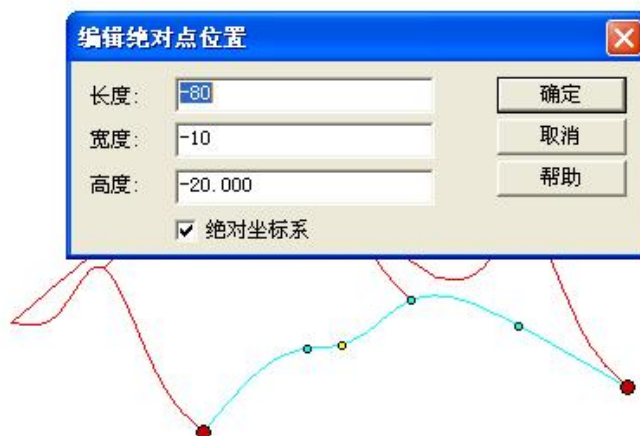 编辑绝对点位置
长度: -80 确定
宽度: -10 取消
高度: -20.000 帮助
绝对坐标系